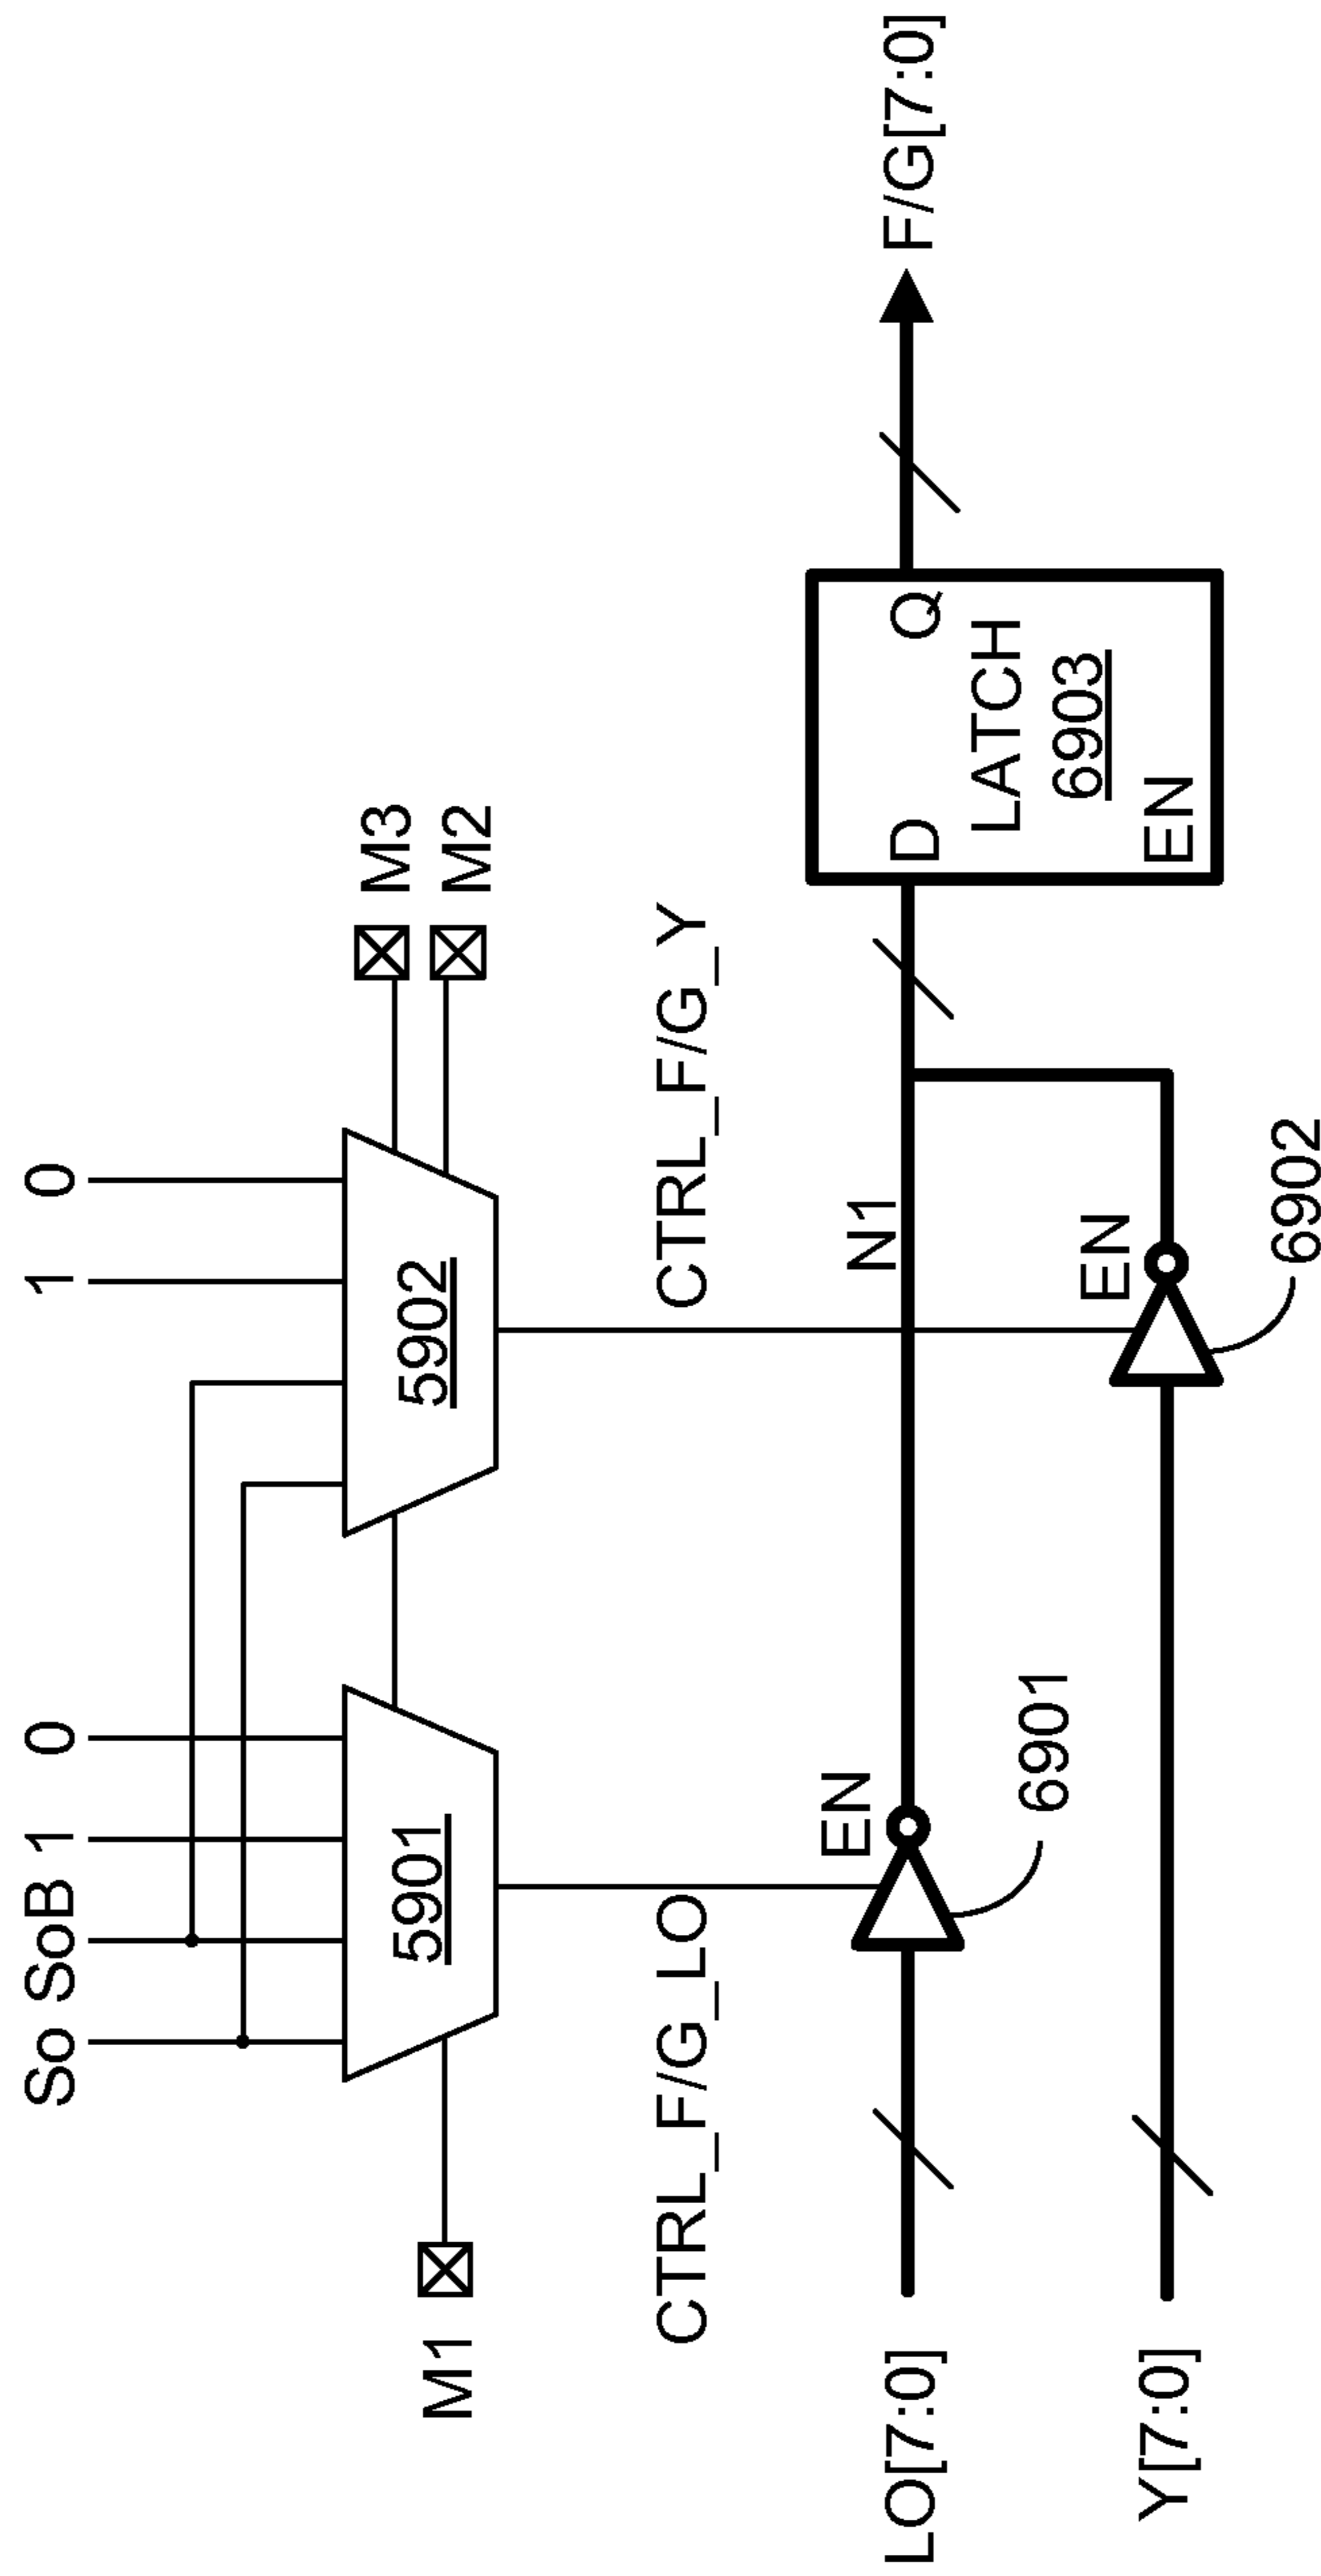 So SoB 1 0
1 0
M1
5901
5902
M3
M2
CTRL_F/G_LO
CTRL_F/G_Y
LO[7:0]
EN
6901
N1
D Q
LATCH
6903
EN
F/G[7:0]
Y[7:0]
EN
6902